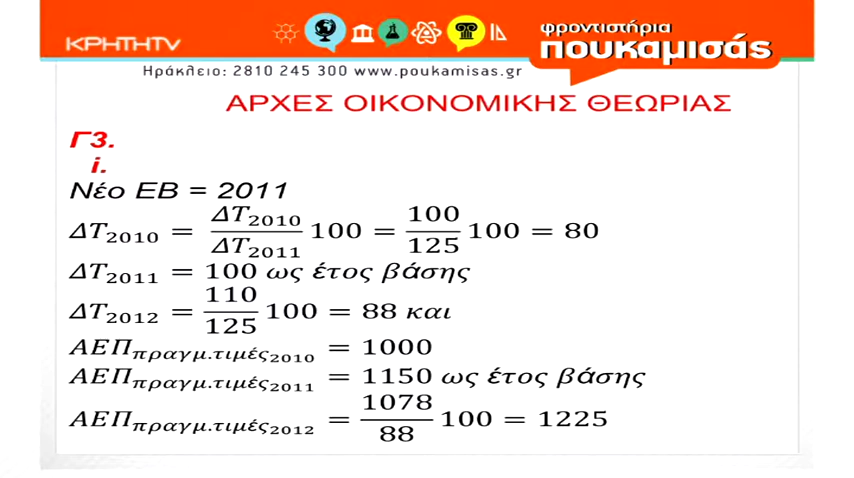 ΚΡΗΤΗTV
φροντιστήρια
πουκαμισάς
Ηράκλειο: 2810 245 300 www.poukamisas.gr
ΑΡΧΕΣ ΟΙΚΟΝΟΜΙΚΗΣ ΘΕΩΡΙΑΣ
Γ3.
i.
Νέο ΕΒ = 2011
ΔΤ₂₀₁₀ = ΔΤ₂₀₁₀/ΔΤ₂₀₁₁ 100 = 100/125 100 = 80
ΔΤ₂₀₁₁ = 100 ως έτος βάσης
ΔΤ₂₀₁₂ = 110/125 100 = 88 και
ΑΕΠπραγμ.τιμές₂₀₁₀ = 1000
ΑΕΠπραγμ.τιμές₂₀₁₁ = 1150 ως έτος βάσης
ΑΕΠπραγμ.τιμές₂₀₁₂ = 1078/88 100 = 1225